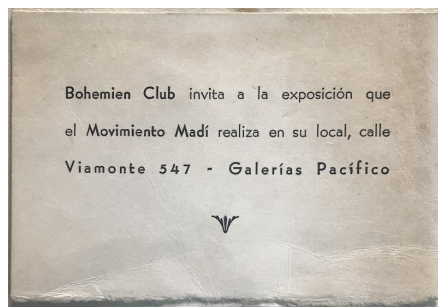 Bohemien Club invita a la exposición que
el Movimiento Madí realiza en su local, calle
Viamonte 547 - Galerías Pacífico